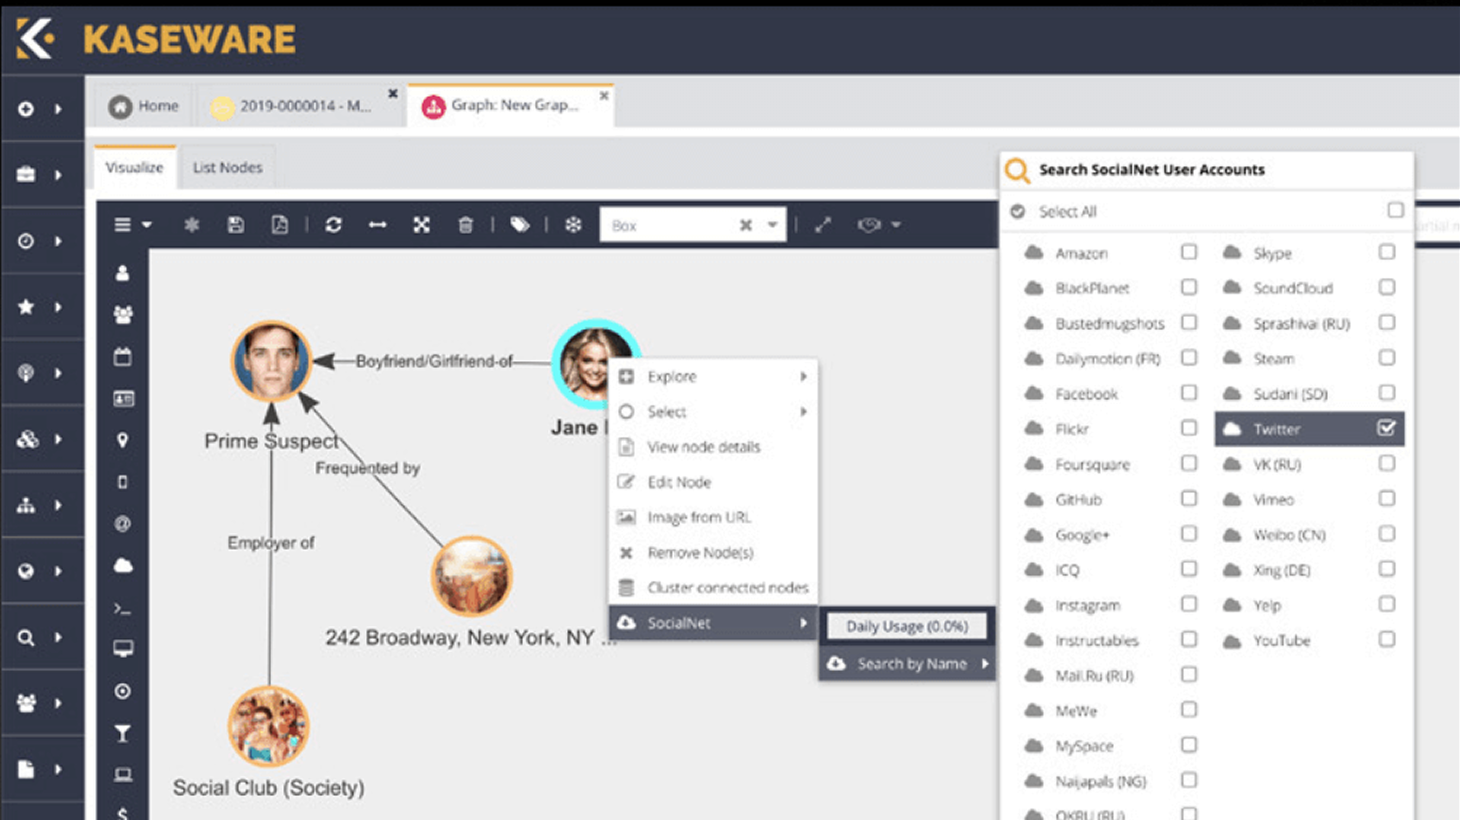 KASEWARE
Home
2019-0000014 - M...
Graph: New Grap...
Visualize
List Nodes
Box
Boyfriend/Girlfriend-of
Prime Suspect
Jane
Frequented by
Employer of
242 Broadway, New York, NY ...
Social Club (Society)
Explore
Select
View node details
Edit Node
Image from URL
Remove Node(s)
Cluster connected nodes
SocialNet
Daily Usage (0.0%)
Search by Name
Search SocialNet User Accounts
Select All
Amazon
BlackPlanet
Bustedmugshots
Dailymotion (FR)
Facebook
Flickr
Foursquare
GitHub
Google+
ICQ
Instagram
Instructables
Mail.Ru (RU)
MeWe
MySpace
Naijapals (NG)
OKRU (RU)
Skype
SoundCloud
Sprashivai (RU)
Steam
Sudani (SD)
Twitter
VK (RU)
Vimeo
Weibo (CN)
Xing (DE)
Yelp
YouTube